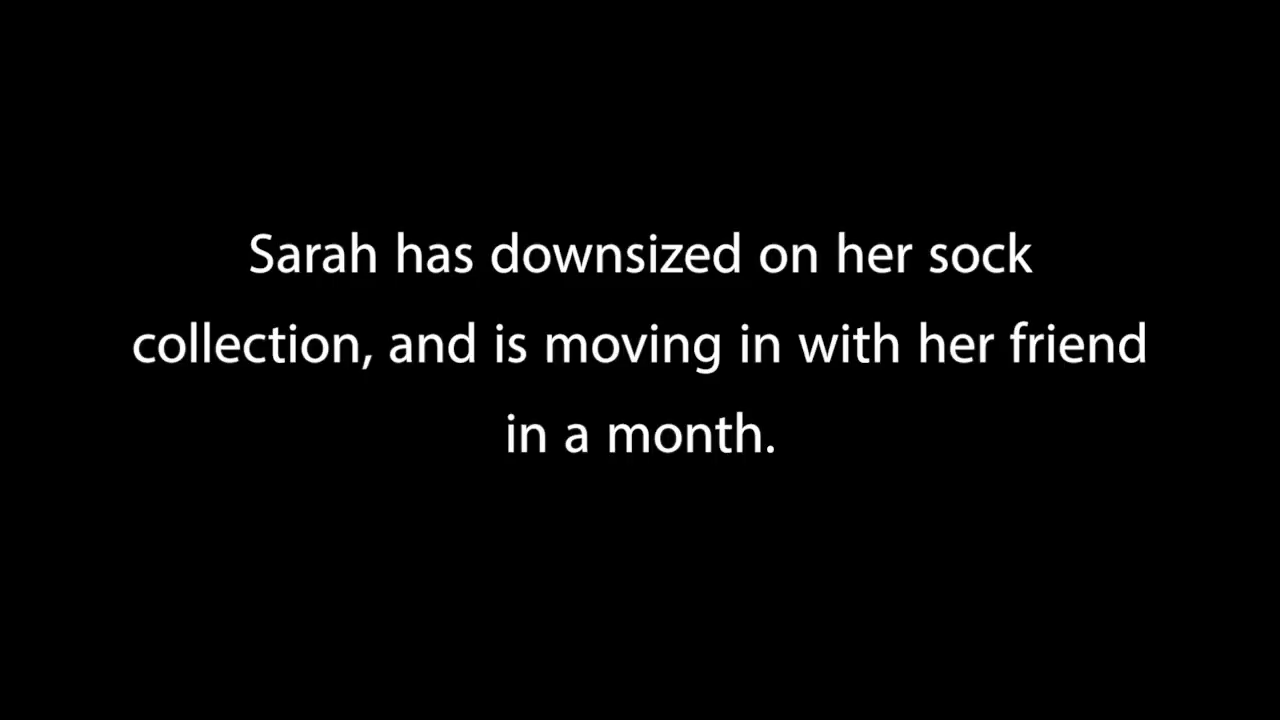 Sarah has downsized on her sock
collection, and is moving in with her friend
in a month.